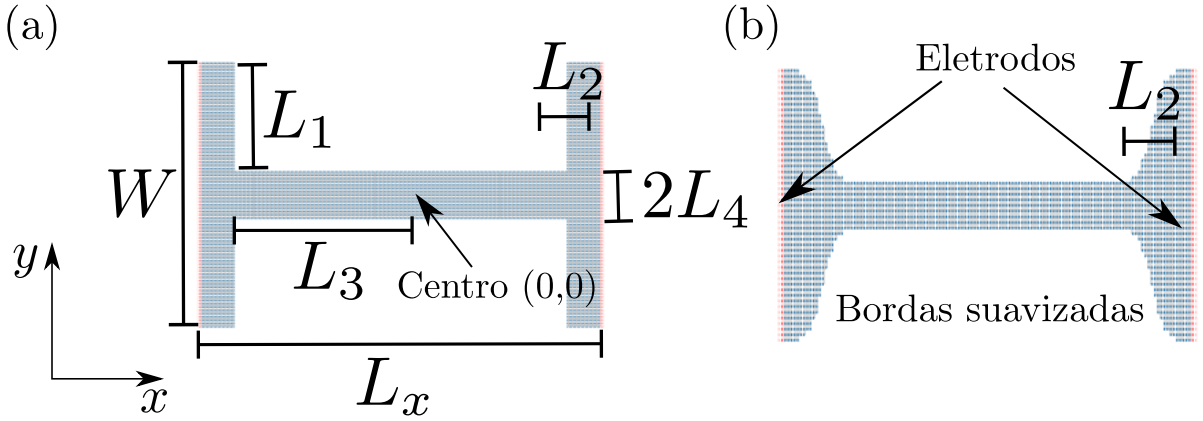 (a)
W
L₁
L₂
2L₄
L₃
Centro (0,0)
Lₓ
y
x
(b)
Eletrodos
L₂
Bordas suavizadas